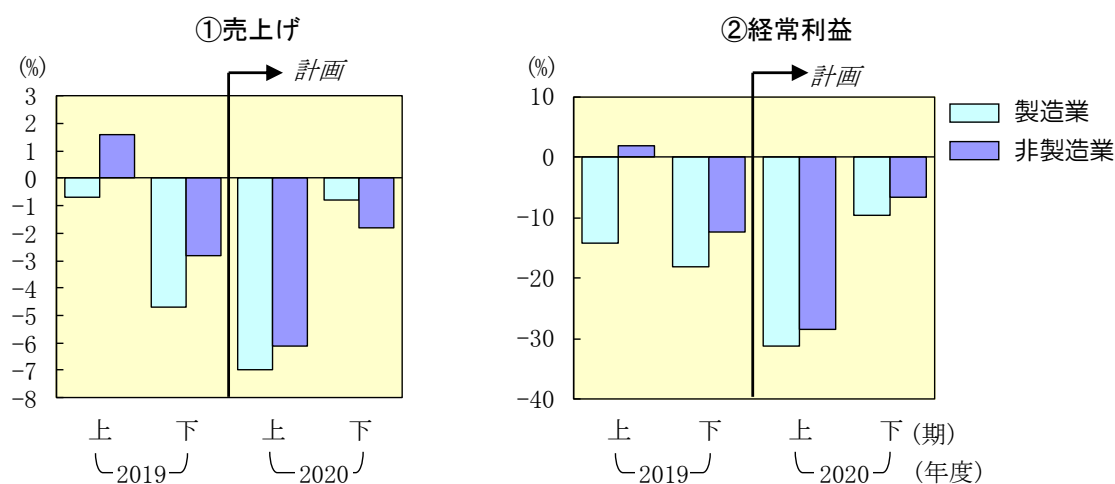 ①売上げ
(%)
計画
3
2
1
0
-1
-2
-3
-4
-5
-6
-7
-8
上 下 上 下
2019 2020
②経常利益
(%)
計画
10
0
-10
-20
-30
-40
上 下 上 下 (期)
2019 2020 (年度)
製造業
非製造業